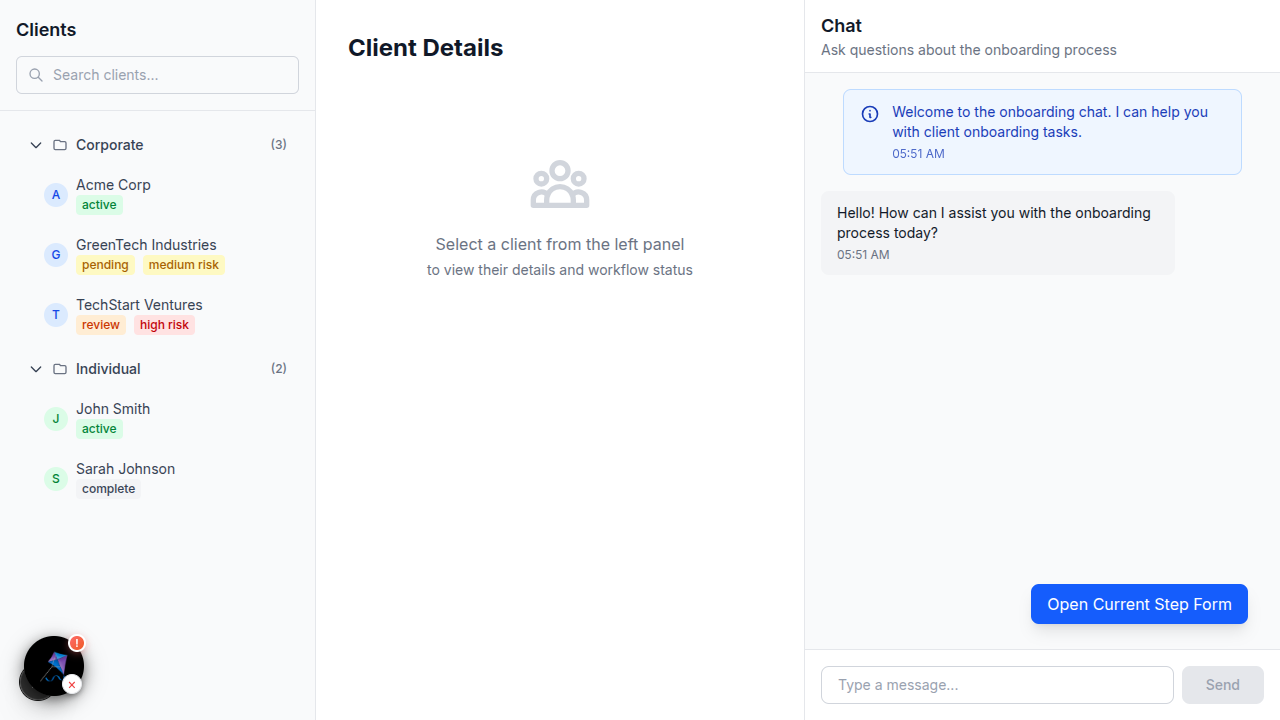 Clients
Search clients...
Corporate (3)
A Acme Corp
active
G GreenTech Industries
pending medium risk
T TechStart Ventures
review high risk
Individual (2)
J John Smith
active
S Sarah Johnson
complete
!
Client Details
Select a client from the left panel
to view their details and workflow status
Chat
Ask questions about the onboarding process
Welcome to the onboarding chat. I can help you
with client onboarding tasks.
05:51 AM
Hello! How can I assist you with the onboarding
process today?
05:51 AM
Open Current Step Form
Type a message...
Send